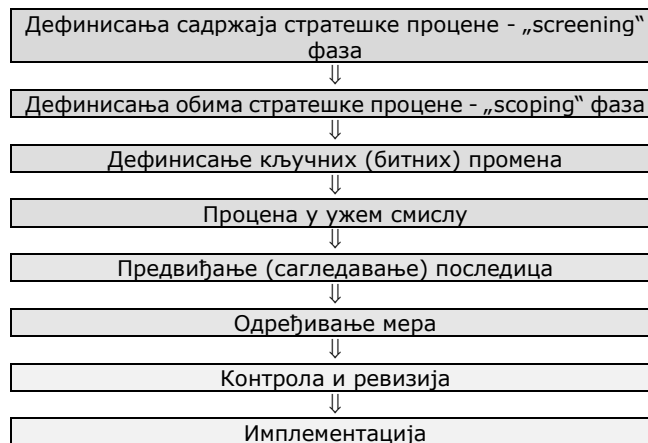 Дефинисања садржаја стратешке процене - „screening“
фаза
⇓
Дефинисања обима стратешке процене - „scoping“ фаза
⇓
Дефинисање кључних (битних) промена
⇓
Процена у ужем смислу
⇓
Предвиђање (сагледавање) последица
⇓
Одређивање мера
⇓
Контрола и ревизија
⇓
Имплементација